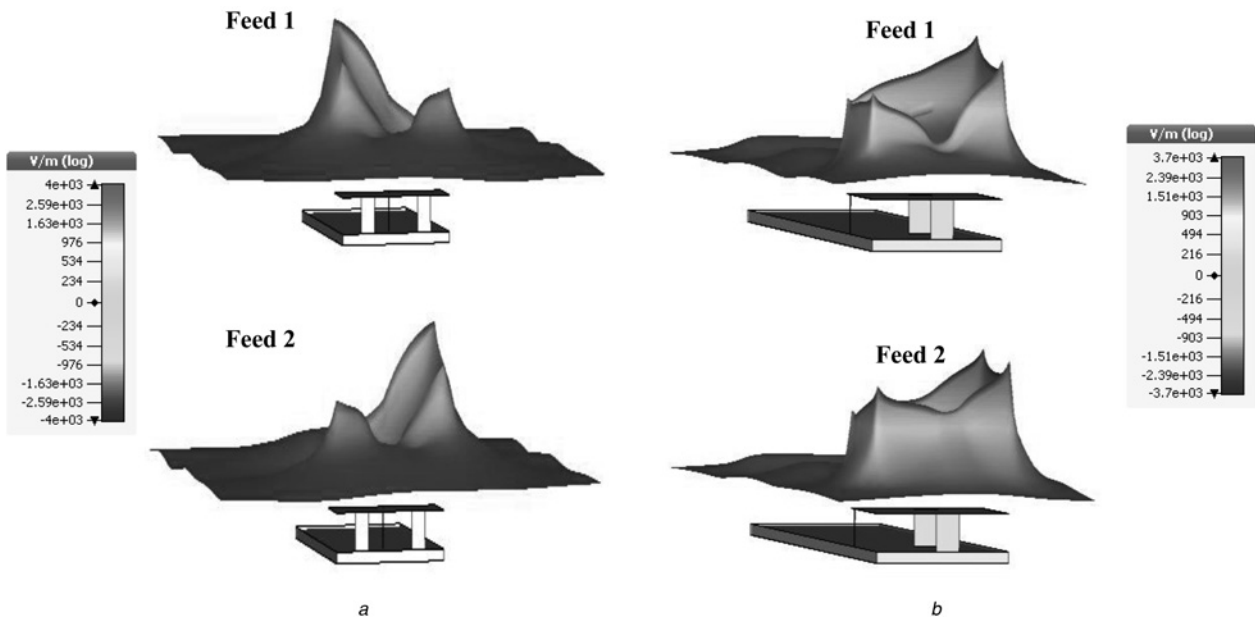 Feed 1
Feed 1
V/m (log)
4e+03
2.59e+03
1.63e+03
976
534
234
0
-234
-534
-976
-1.63e+03
-2.59e+03
-4e+03
V/m (log)
3.7e+03
2.39e+03
1.51e+03
903
494
216
0
-216
-494
-903
-1.51e+03
-2.39e+03
-3.7e+03
Feed 2
Feed 2
a
b